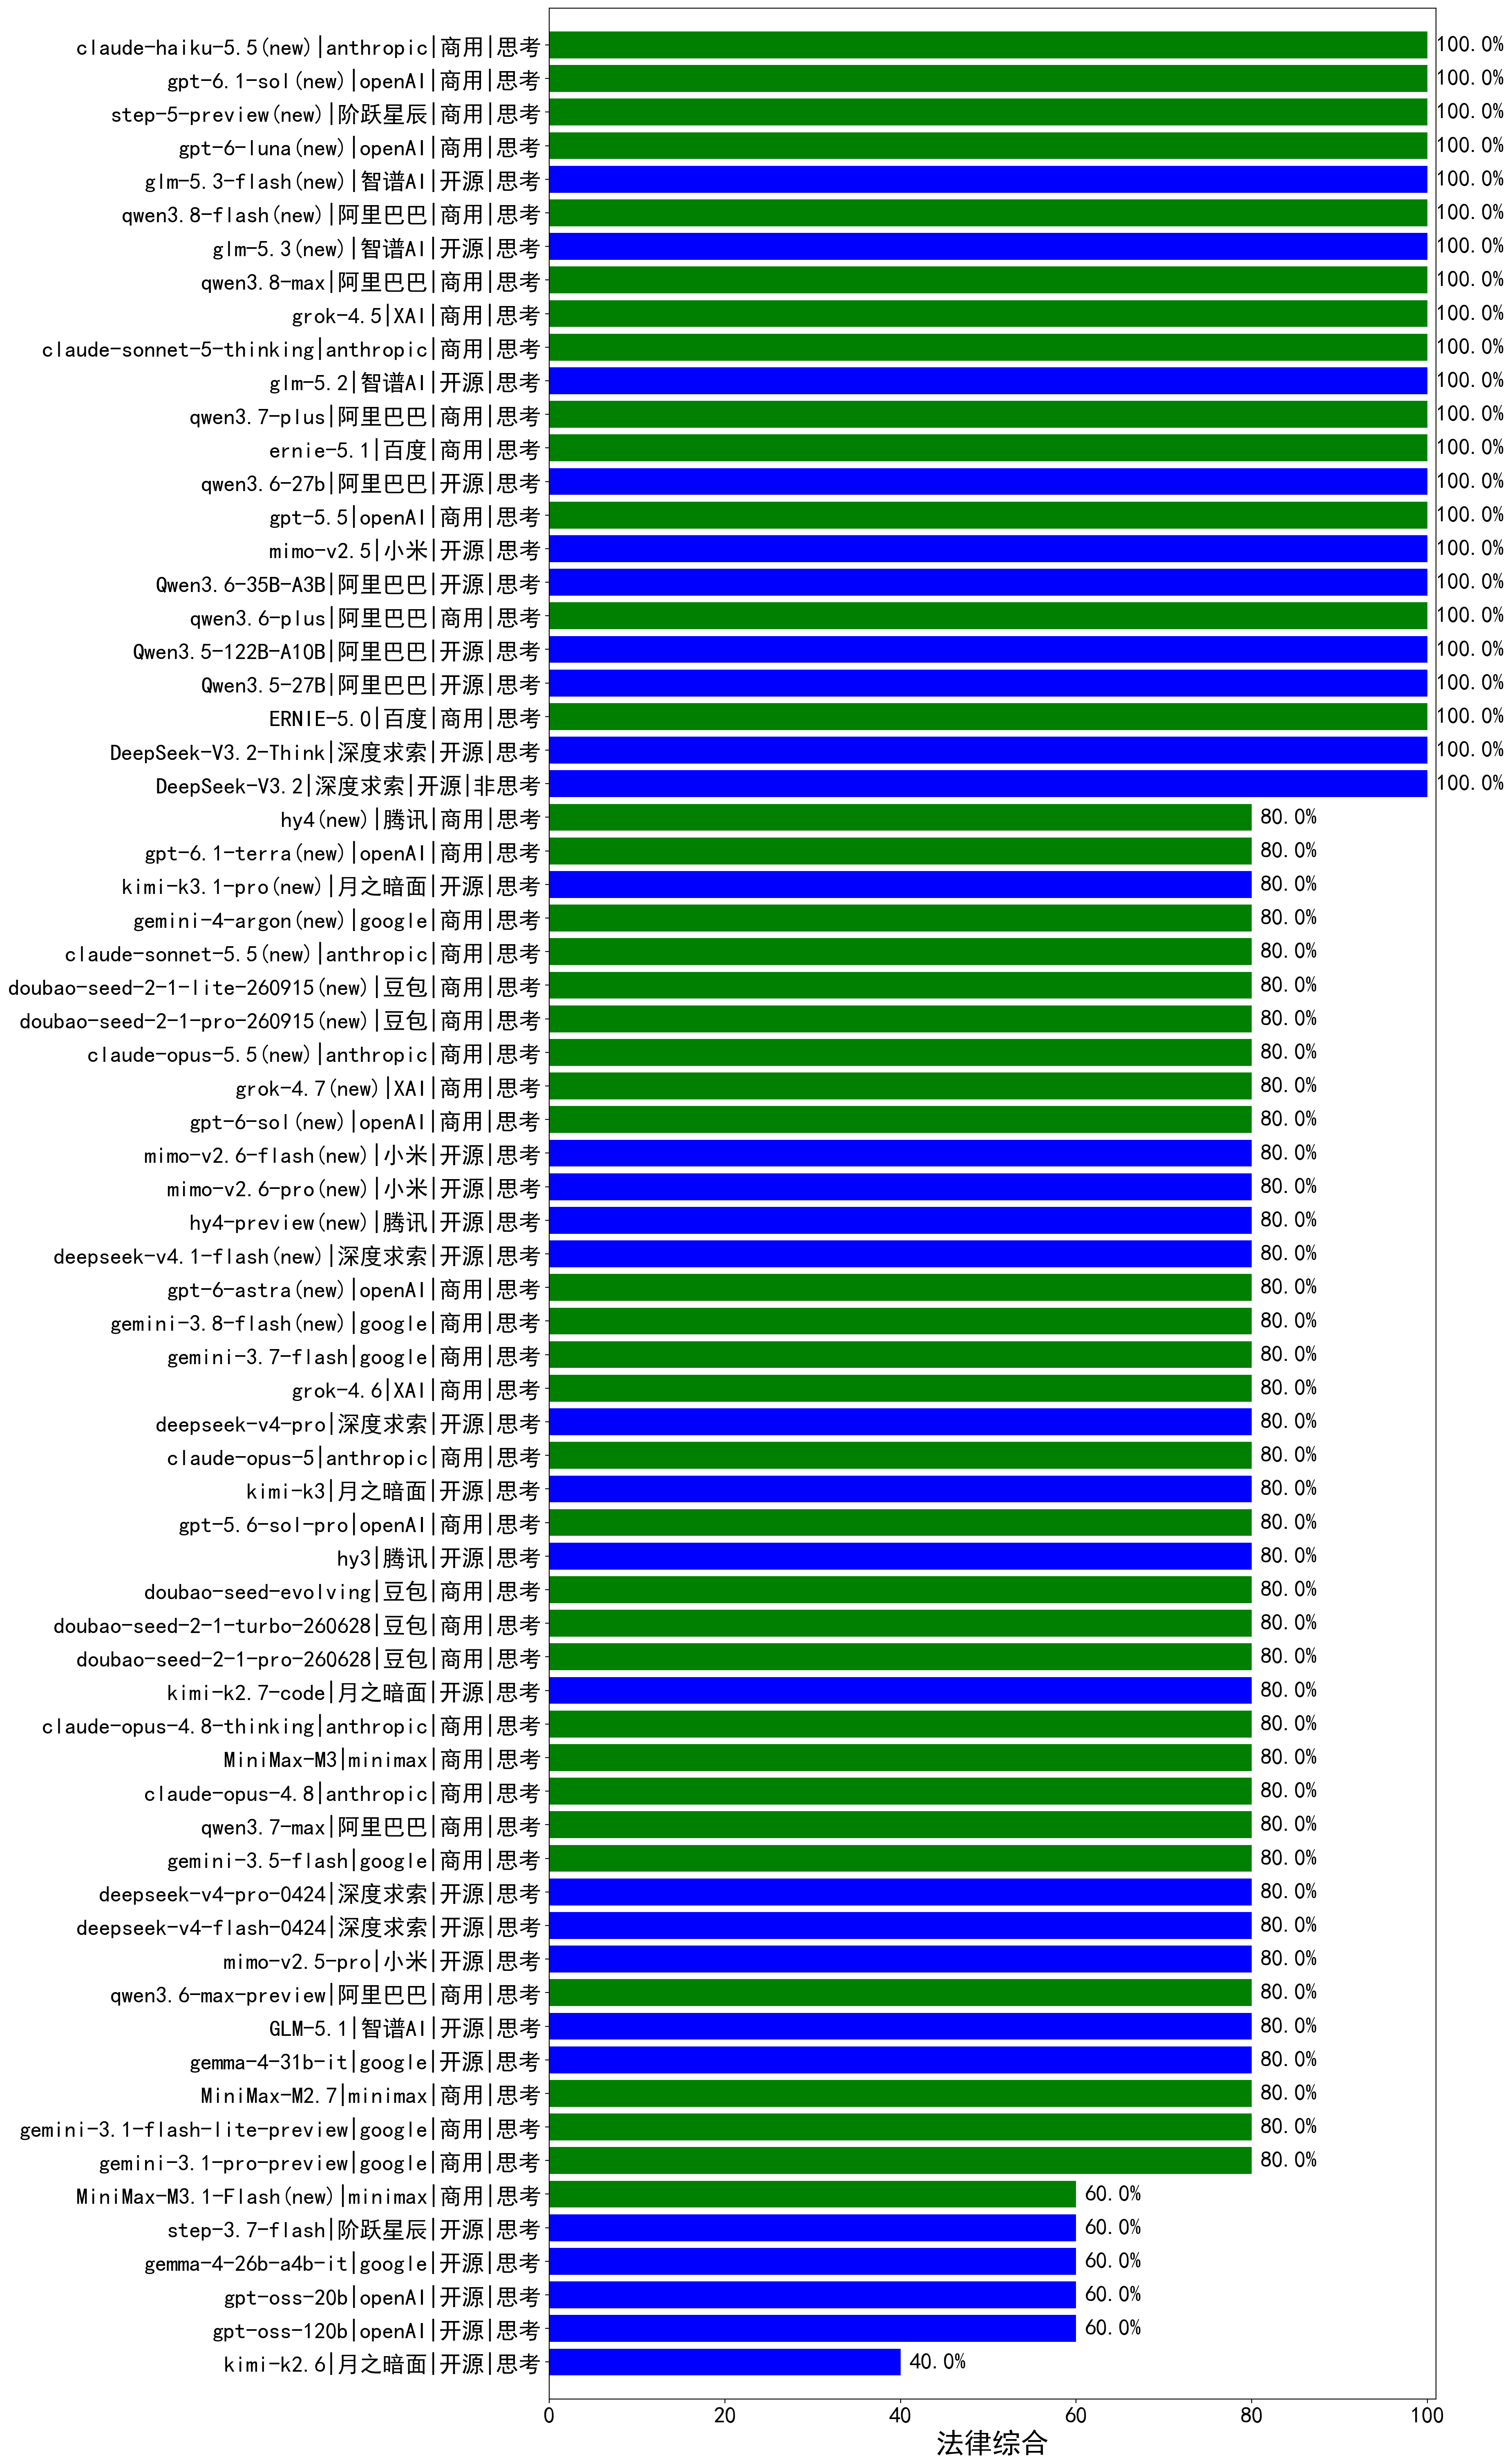 claude-haiku-5.5(new)|anthropic|商用|思考 100.0%
gpt-6.1-sol(new)|openAI|商用|思考 100.0%
step-5-preview(new)|阶跃星辰|商用|思考 100.0%
gpt-6-luna(new)|openAI|商用|思考 100.0%
glm-5.3-flash(new)|智谱AI|开源|思考 100.0%
qwen3.8-flash(new)|阿里巴巴|商用|思考 100.0%
glm-5.3(new)|智谱AI|开源|思考 100.0%
qwen3.8-max|阿里巴巴|商用|思考 100.0%
grok-4.5|XAI|商用|思考 100.0%
claude-sonnet-5-thinking|anthropic|商用|思考 100.0%
glm-5.2|智谱AI|开源|思考 100.0%
qwen3.7-plus|阿里巴巴|商用|思考 100.0%
ernie-5.1|百度|商用|思考 100.0%
qwen3.6-27b|阿里巴巴|开源|思考 100.0%
gpt-5.5|openAI|商用|思考 100.0%
mimo-v2.5|小米|开源|思考 100.0%
Qwen3.6-35B-A3B|阿里巴巴|开源|思考 100.0%
qwen3.6-plus|阿里巴巴|商用|思考 100.0%
Qwen3.5-122B-A10B|阿里巴巴|开源|思考 100.0%
Qwen3.5-27B|阿里巴巴|开源|思考 100.0%
ERNIE-5.0|百度|商用|思考 100.0%
DeepSeek-V3.2-Think|深度求索|开源|思考 100.0%
DeepSeek-V3.2|深度求索|开源|非思考 100.0%
hy4(new)|腾讯|商用|思考 80.0%
gpt-6.1-terra(new)|openAI|商用|思考 80.0%
kimi-k3.1-pro(new)|月之暗面|开源|思考 80.0%
gemini-4-argon(new)|google|商用|思考 80.0%
claude-sonnet-5.5(new)|anthropic|商用|思考 80.0%
doubao-seed-2-1-lite-260915(new)|豆包|商用|思考 80.0%
doubao-seed-2-1-pro-260915(new)|豆包|商用|思考 80.0%
claude-opus-5.5(new)|anthropic|商用|思考 80.0%
grok-4.7(new)|XAI|商用|思考 80.0%
gpt-6-sol(new)|openAI|商用|思考 80.0%
mimo-v2.6-flash(new)|小米|开源|思考 80.0%
mimo-v2.6-pro(new)|小米|开源|思考 80.0%
hy4-preview(new)|腾讯|开源|思考 80.0%
deepseek-v4.1-flash(new)|深度求索|开源|思考 80.0%
gpt-6-astra(new)|openAI|商用|思考 80.0%
gemini-3.8-flash(new)|google|商用|思考 80.0%
gemini-3.7-flash|google|商用|思考 80.0%
grok-4.6|XAI|商用|思考 80.0%
deepseek-v4-pro|深度求索|开源|思考 80.0%
claude-opus-5|anthropic|商用|思考 80.0%
kimi-k3|月之暗面|开源|思考 80.0%
gpt-5.6-sol-pro|openAI|商用|思考 80.0%
hy3|腾讯|开源|思考 80.0%
doubao-seed-evolving|豆包|商用|思考 80.0%
doubao-seed-2-1-turbo-260628|豆包|商用|思考 80.0%
doubao-seed-2-1-pro-260628|豆包|商用|思考 80.0%
kimi-k2.7-code|月之暗面|开源|思考 80.0%
claude-opus-4.8-thinking|anthropic|商用|思考 80.0%
MiniMax-M3|minimax|商用|思考 80.0%
claude-opus-4.8|anthropic|商用|思考 80.0%
qwen3.7-max|阿里巴巴|商用|思考 80.0%
gemini-3.5-flash|google|商用|思考 80.0%
deepseek-v4-pro-0424|深度求索|开源|思考 80.0%
deepseek-v4-flash-0424|深度求索|开源|思考 80.0%
mimo-v2.5-pro|小米|开源|思考 80.0%
qwen3.6-max-preview|阿里巴巴|商用|思考 80.0%
GLM-5.1|智谱AI|开源|思考 80.0%
gemma-4-31b-it|google|开源|思考 80.0%
MiniMax-M2.7|minimax|商用|思考 80.0%
gemini-3.1-flash-lite-preview|google|商用|思考 80.0%
gemini-3.1-pro-preview|google|商用|思考 80.0%
MiniMax-M3.1-Flash(new)|minimax|商用|思考 60.0%
step-3.7-flash|阶跃星辰|开源|思考 60.0%
gemma-4-26b-a4b-it|google|开源|思考 60.0%
gpt-oss-20b|openAI|开源|思考 60.0%
gpt-oss-120b|openAI|开源|思考 60.0%
kimi-k2.6|月之暗面|开源|思考 40.0%
0 20 40 60 80 100
法律综合